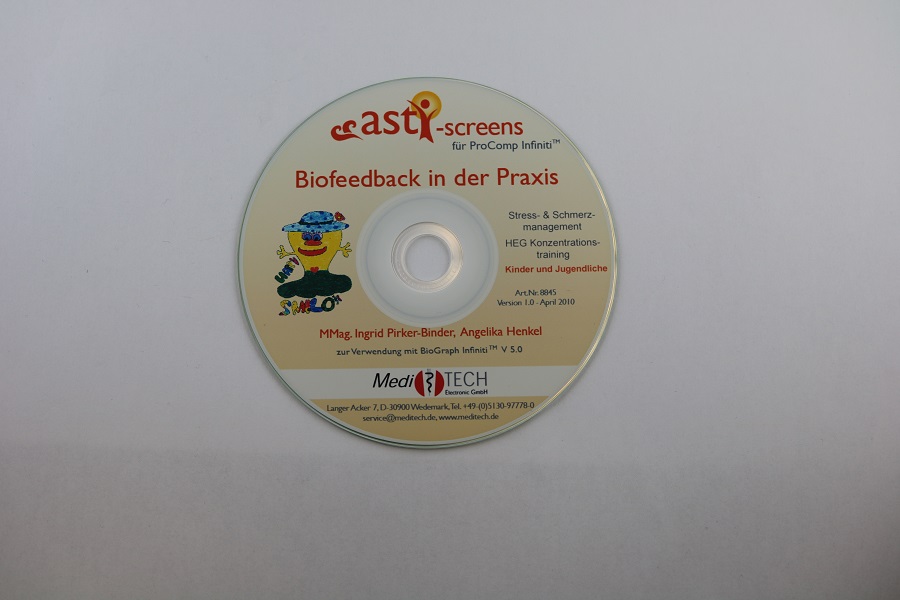 easty-screens
für ProComp Infiniti™
Biofeedback in der Praxis
Stress- & Schmerz-
management
HEG Konzentrations-
training
Kinder und Jugendliche
Art.Nr. 8845
Version 1.0 - April 2010
MMag. Ingrid Pirker-Binder, Angelika Henkel
zur Verwendung mit BioGraph Infiniti™ V 5.0
Medi TECH
Electronic GmbH
Langer Acker 7, D-30900 Wedemark, Tel. +49-(0)5130-97778-0
service@meditech.de, www.meditech.de